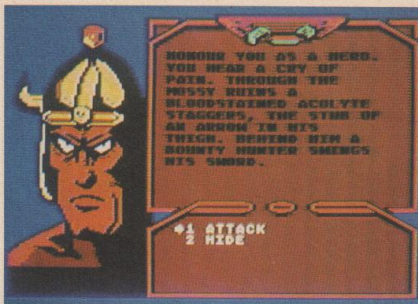 HONOUR YOU AS A HERO.
YOU HEAR A CRY OF
PAIN. THROUGH THE
MOSSY RUINS A
BLOODSTAINED ACOLYTE
STAGGERS, THE STUB OF
AN ARROW IN HIS
THIGH. BEHIND HIM A
BOUNTY HUNTER SWINGS
HIS SWORD.
1 ATTACK
2 HIDE